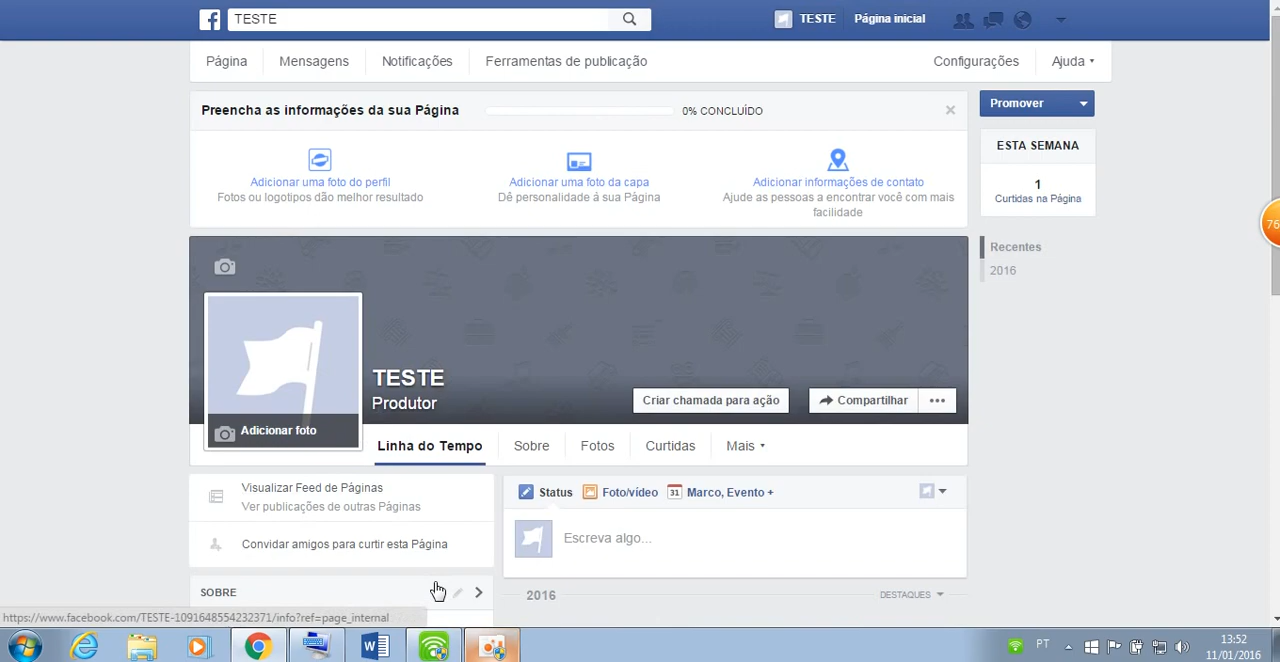 TESTE
TESTE Página inicial
Página Mensagens Notificações Ferramentas de publicação Configurações Ajuda
Preencha as informações da sua Página 0% CONCLUÍDO
Promover
ESTA SEMANA
1
Curtidas na Página
Adicionar uma foto do perfil
Fotos ou logotipos dão melhor resultado
Adicionar uma foto da capa
Dê personalidade á sua Página
Adicionar informações de contato
Ajude as pessoas a encontrar você com mais
facilidade
76
Recentes
2016
TESTE
Produtor
Criar chamada para ação Compartilhar
Adicionar foto
Linha do Tempo Sobre Fotos Curtidas Mais
Visualizar Feed de Páginas
Ver publicações de outras Páginas
Convidar amigos para curtir esta Página
Status Foto/vídeo 31 Marco, Evento +
Escreva algo...
SOBRE
2016 DESTAQUES
https://www.facebook.com/TESTE-1091648554232371/info?ref=page_internal
PT
13:52
11/01/2016